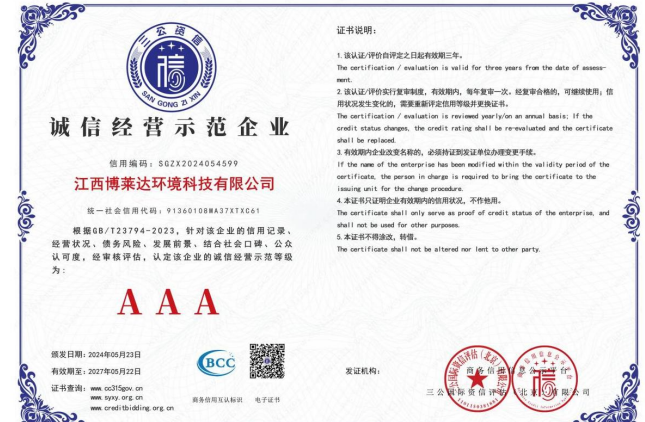 三公资信
信
SAN GONG ZI XIN
诚信经营示范企业
信用编码：SGZX2024054599
江西博莱达环境科技有限公司
统一社会信用代码：91360108MA37XTXC61
根据GB/T23794-2023，针对该企业的信用记录、
经营状况、债务风险、发展前景、结合社会口碑、公众
认可度，经审核评估，认定该企业的诚信经营示范等级
为：
AAA
颁发日期：2024年05月23日
有效期至：2027年05月22日
证书查询：www.cc315gov.cn
www.syxy.org.cn
www.creditbidding.org.cn
BCC
商务信用互认标识
电子证书
证书说明：
1. 该认证/评价自评定之日起有效期三年。
The certification / evaluation is valid for three years from the date of assess-
ment.
2. 该认证/评价实行复审制度，有效期内，每年复审一次。经复审合格的，可继续使用；信
用状况发生变化的，需要重新评定信用等级并更换证书。
The certification / evaluation is reviewed yearly/on an annual basis; If the
credit status changes, the credit rating shall be re-evaluated and the certificate
shall be replaced.
3. 有效期内企业改变名称的，必须持证到发证单位办理变更手续。
If the name of the enterprise has been modified within the validity period of the
certificate, the person in charge is required to bring the certificate to the
issuing unit for the change procedure.
4. 本证书只证明企业有效期内的信用状况，不作他用。
The certificate shall only serve as proof of credit status of the enterprise, and
shall not be used for other purposes.
5. 本证书不得涂改，转借。
The certificate shall not be altered nor lent to other party.
发证机构：
商务信用信息公示平台
三公国际资信评估（北京）有限公司